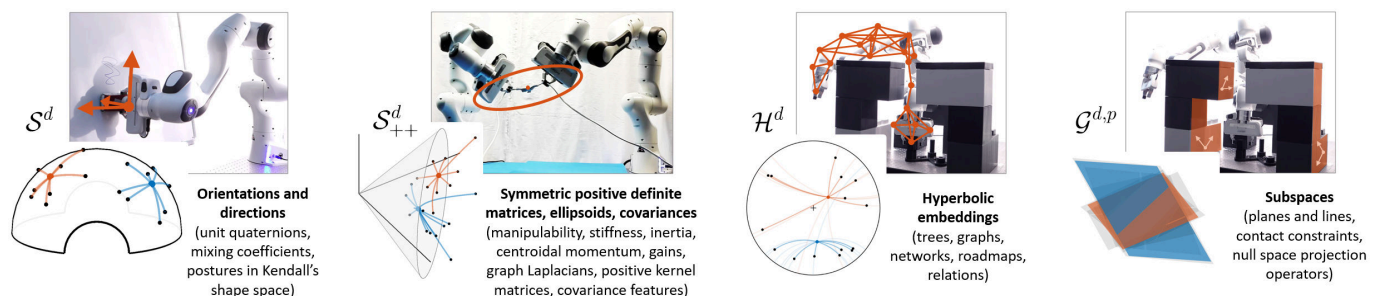 𝒮^d
Orientations and
directions
(unit quaternions,
mixing coefficients,
postures in Kendall's
shape space)
𝒮^d_{++}
Symmetric positive definite
matrices, ellipsoids, covariances
(manipulability, stiffness, inertia,
centroidal momentum, gains,
graph Laplacians, positive kernel
matrices, covariance features)
ℋ^d
Hyperbolic
embeddings
(trees, graphs,
networks, roadmaps,
relations)
𝒢^{d,p}
Subspaces
(planes and lines,
contact constraints,
null space projection
operators)